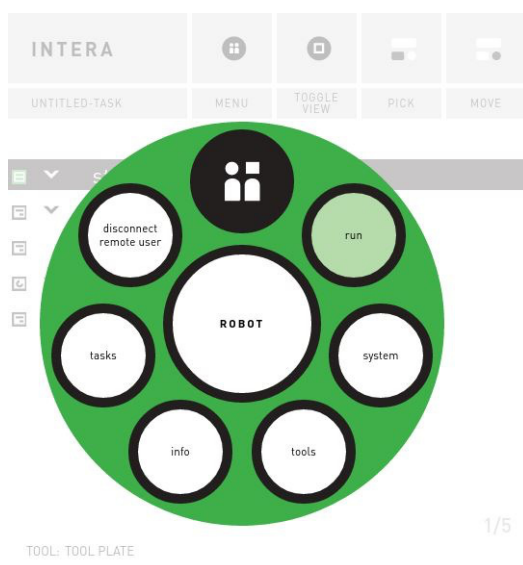 INTERA
UNTITLED-TASK
MENU
TOGGLE
VIEW
PICK
MOVE
disconnect
remote user
run
ROBOT
tasks
system
info
tools
1/5
TOOL: TOOL PLATE